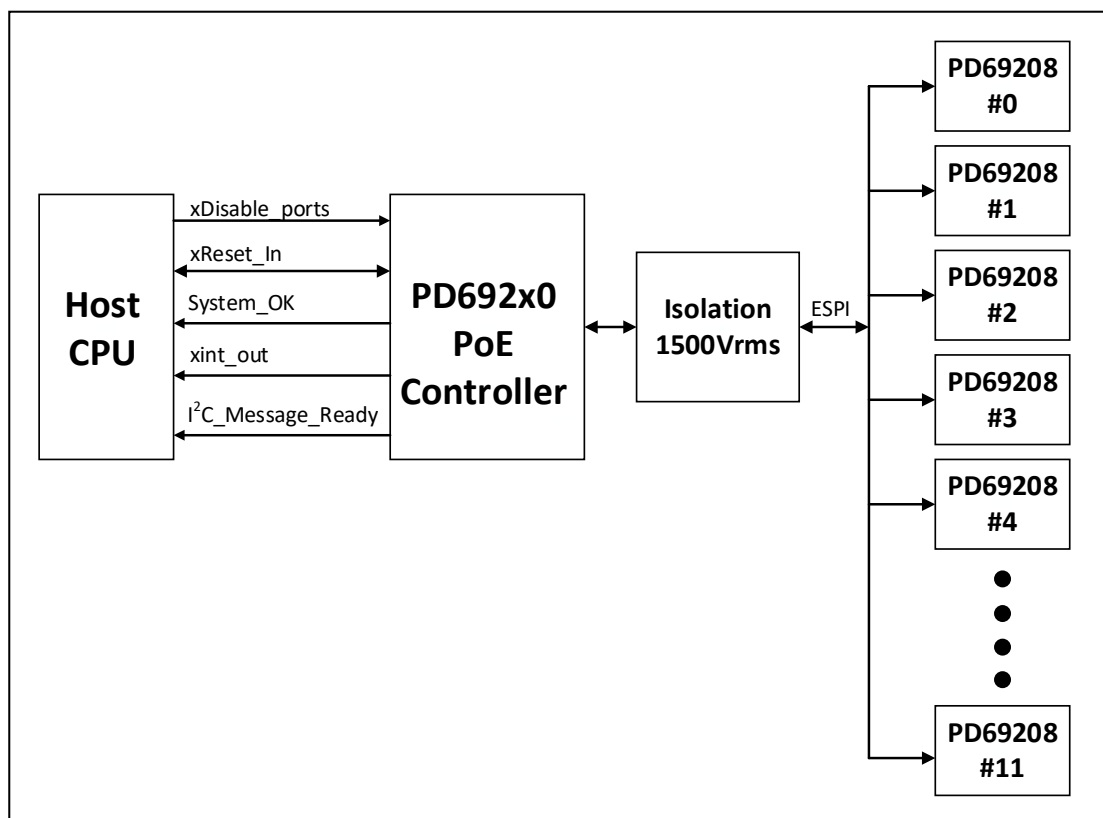 Host
CPU
xDisable_ports
xReset_In
System_OK
xint_out
I²C_Message_Ready
PD692x0
PoE
Controller
Isolation
1500Vrms
ESPI
PD69208
#0
PD69208
#1
PD69208
#2
PD69208
#3
PD69208
#4
PD69208
#11